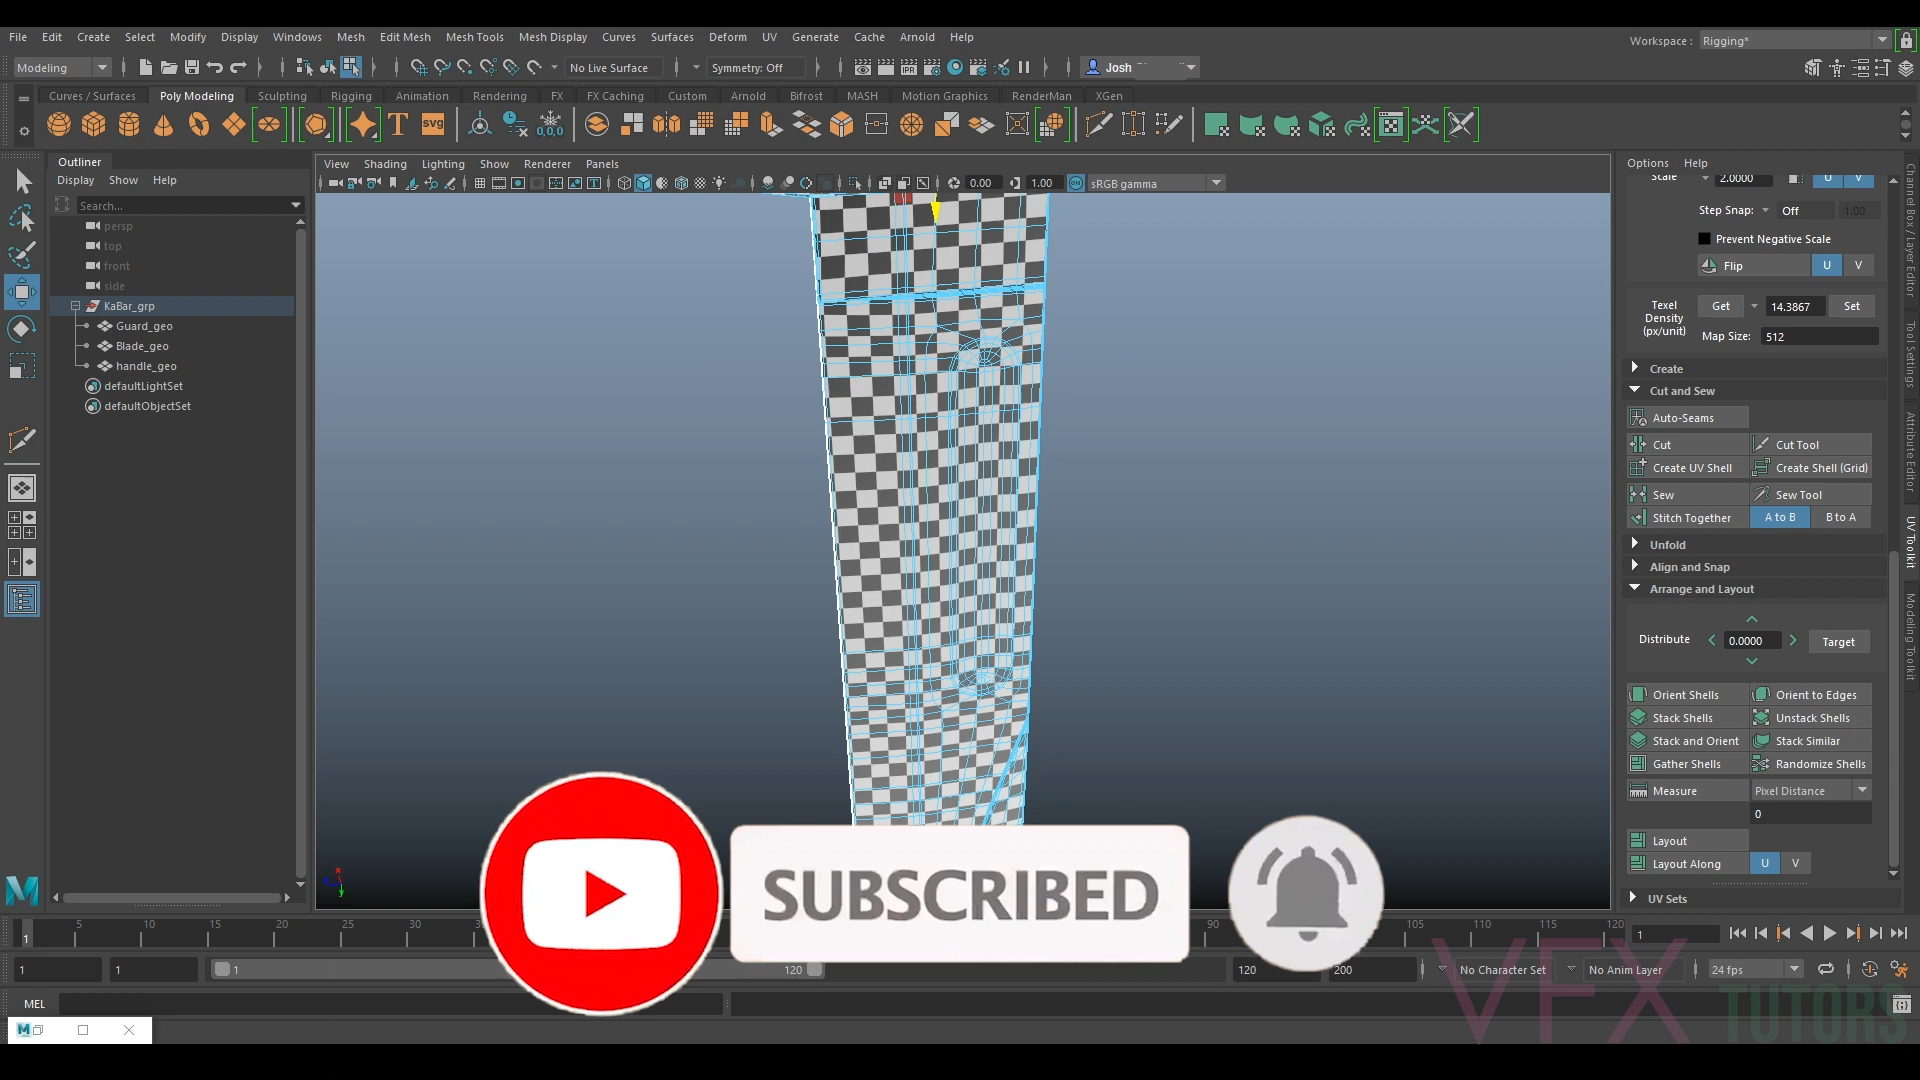 File Edit Create Select Modify Display Windows Mesh Edit Mesh Mesh Tools Mesh Display Curves Surfaces Deform UV Generate Cache Arnold Help
Workspace : Rigging*
Modeling No Live Surface Symmetry: Off IPR Josh
Curves / Surfaces Poly Modeling Sculpting Rigging Animation Rendering FX FX Caching Custom Arnold Bifrost MASH Motion Graphics RenderMan XGen
T svg 0,0,0
Outliner
Display Show Help
Search...
persp
top
front
side
KaBar_grp
Guard_geo
Blade_geo
handle_geo
defaultLightSet
defaultObjectSet
View Shading Lighting Show Renderer Panels
0.00 1.00 sRGB gamma
Options Help
Scale 2.0000 U V
Step Snap: Off 1.00
Prevent Negative Scale
Flip U V
Texel Density (px/unit) Get 14.3867 Set
Map Size: 512
Create
Cut and Sew
Auto-Seams
Cut Cut Tool
Create UV Shell Create Shell (Grid)
Sew Sew Tool
Stitch Together A to B B to A
Unfold
Align and Snap
Arrange and Layout
Distribute 0.0000 Target
Orient Shells Orient to Edges
Stack Shells Unstack Shells
Stack and Orient Stack Similar
Gather Shells Randomize Shells
Measure Pixel Distance
0
Layout
Layout Along U V
UV Sets
Channel Box / Layer Editor
Tool Settings
Attribute Editor
UV Toolkit
Modeling Toolkit
SUBSCRIBED
1 5 10 15 20 25 30 35 90 105 110 115 120 1
1 1 1 120 120 200 No Character Set No Anim Layer 24 fps
MEL
VFX TUTORS